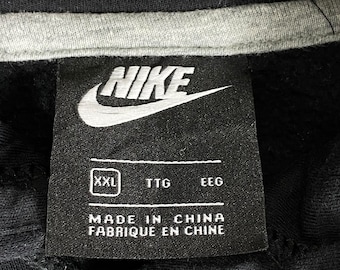 NIKE
XXL TTG EEG
MADE IN CHINA
FABRIQUE EN CHINE